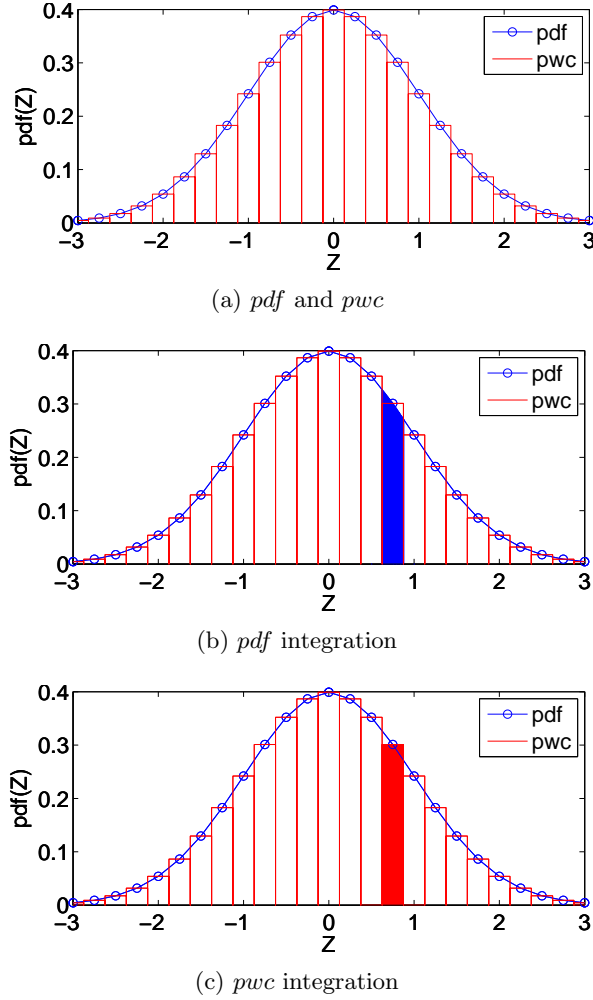 0.4
0.3
0.2
0.1
0
pdf(Z)
−3 −2 −1 0 1 2 3
Z
pdf
pwc
(a) pdf and pwc
0.4
0.3
0.2
0.1
0
pdf(Z)
−3 −2 −1 0 1 2 3
Z
pdf
pwc
(b) pdf integration
0.4
0.3
0.2
0.1
0
pdf(Z)
−3 −2 −1 0 1 2 3
Z
pdf
pwc
(c) pwc integration